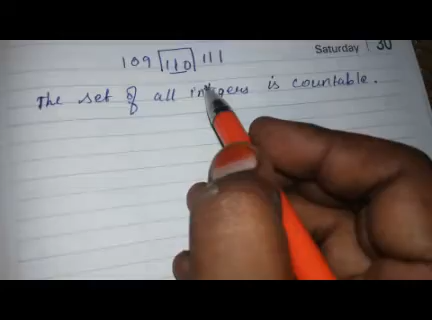 109 110 111
Saturday 30
The set of all integers is countable.